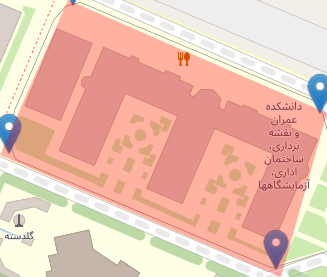 دانشکده
عمران
و نقشه
برداری،
ساختمان
اداری،
آزمایشگاهها
گلدسته